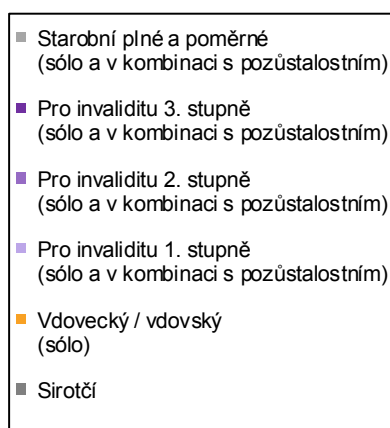 Starobní plné a poměrné
(sólo a v kombinaci s pozůstalostním)
Pro invaliditu 3. stupně
(sólo a v kombinaci s pozůstalostním)
Pro invaliditu 2. stupně
(sólo a v kombinaci s pozůstalostním)
Pro invaliditu 1. stupně
(sólo a v kombinaci s pozůstalostním)
Vdovecký / vdovský
(sólo)
Sirotčí